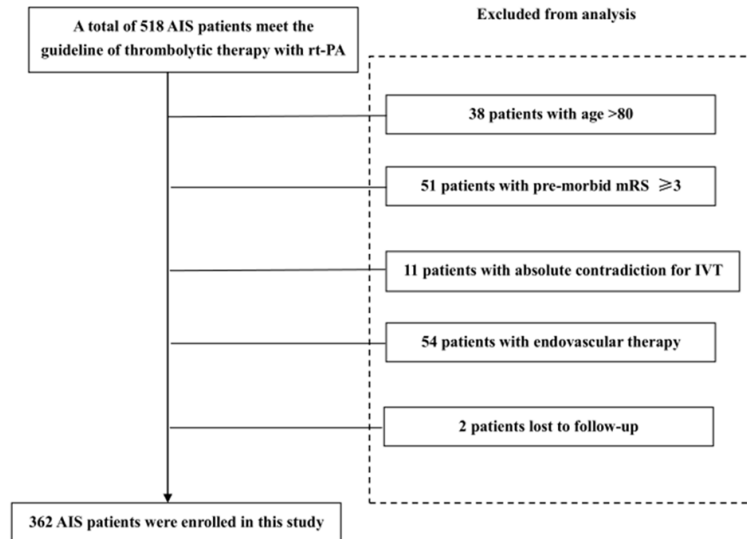 A total of 518 AIS patients meet the
guideline of thrombolytic therapy with rt-PA
Excluded from analysis
38 patients with age >80
51 patients with pre-morbid mRS ⩾3
11 patients with absolute contradiction for IVT
54 patients with endovascular therapy
2 patients lost to follow-up
362 AIS patients were enrolled in this study